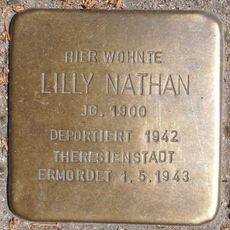 HIER WOHNTE
LILLY NATHAN
JG. 1900
DEPORTIERT 1942
THERESIENSTADT
ERMORDET 1.5.1943